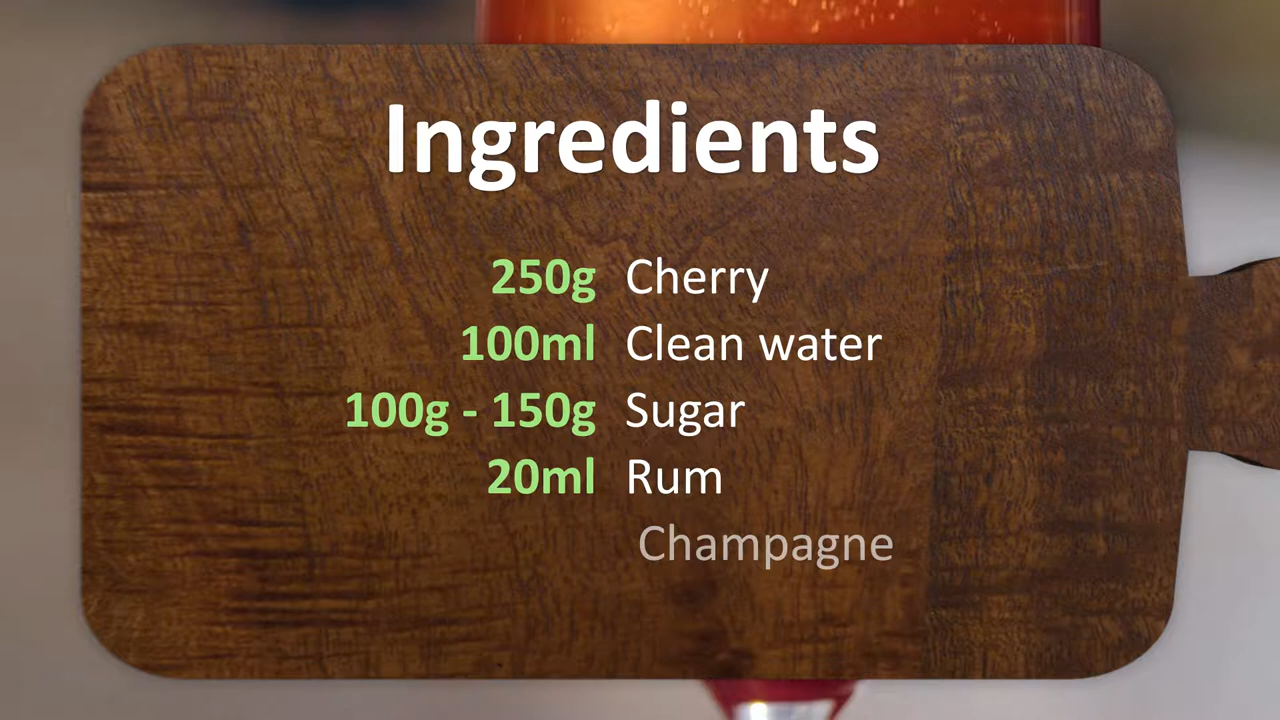 Ingredients
250g Cherry
100ml Clean water
100g - 150g Sugar
20ml Rum
Champagne